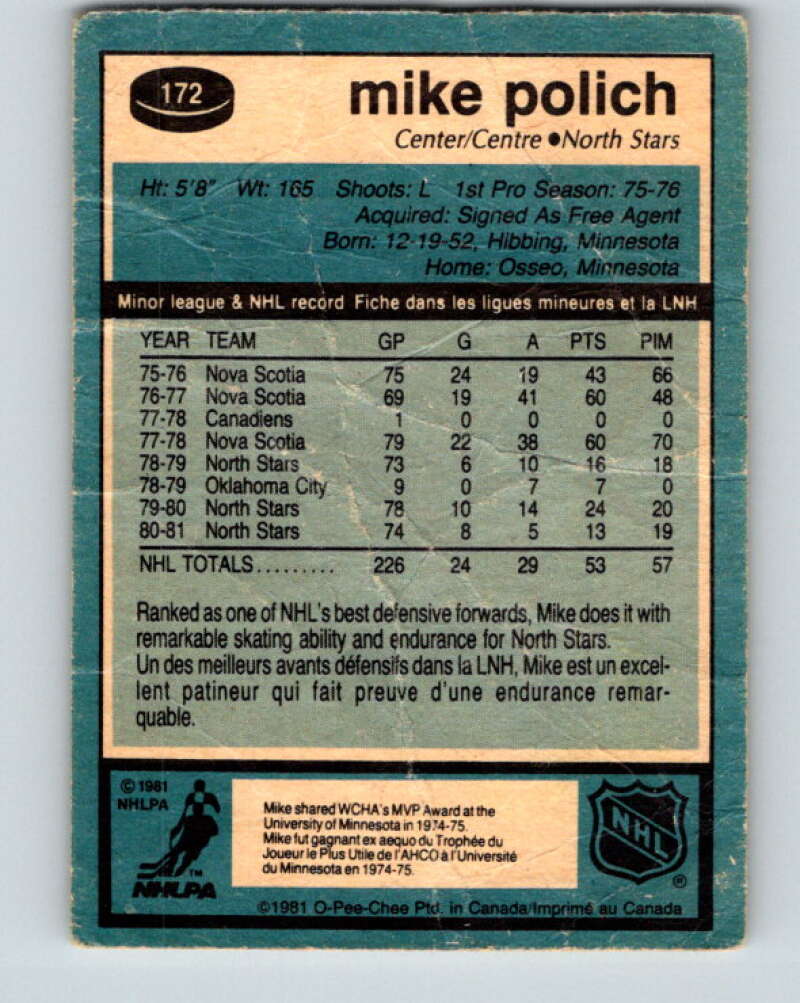 172
mike polich
Center/Centre ●North Stars
Ht: 5'8" Wt: 165 Shoots: L 1st Pro Season: 75-76
Acquired: Signed As Free Agent
Born: 12-19-52, Hibbing, Minnesota
Home: Osseo, Minnesota
Minor league & NHL record Fiche dans les ligues mineures et la LNH
YEAR TEAM GP G A PTS PIM
75-76 Nova Scotia 75 24 19 43 66
76-77 Nova Scotia 69 19 41 60 48
77-78 Canadiens 1 0 0 0 0
77-78 Nova Scotia 79 22 38 60 70
78-79 North Stars 73 6 10 16 18
78-79 Oklahoma City 9 0 7 7 0
79-80 North Stars 78 10 14 24 20
80-81 North Stars 74 8 5 13 19
NHL TOTALS......... 226 24 29 53 57
Ranked as one of NHL's best defensive forwards, Mike does it with
remarkable skating ability and endurance for North Stars.
Un des meilleurs avants défensifs dans la LNH, Mike est un excel-
lent patineur qui fait preuve d'une endurance remar-
quable.
©1981
NHLPA
TM
NHLPA
Mike shared WCHA's MVP Award at the
University of Minnesota in 1974-75.
Mike fut gagnant ex aequo du Trophée du
Joueur le Plus Utile de l'AHCO à l'Université
du Minnesota en 1974-75.
NHL
®
©1981 O-Pee-Chee Ptd. in Canada/Imprimé au Canada